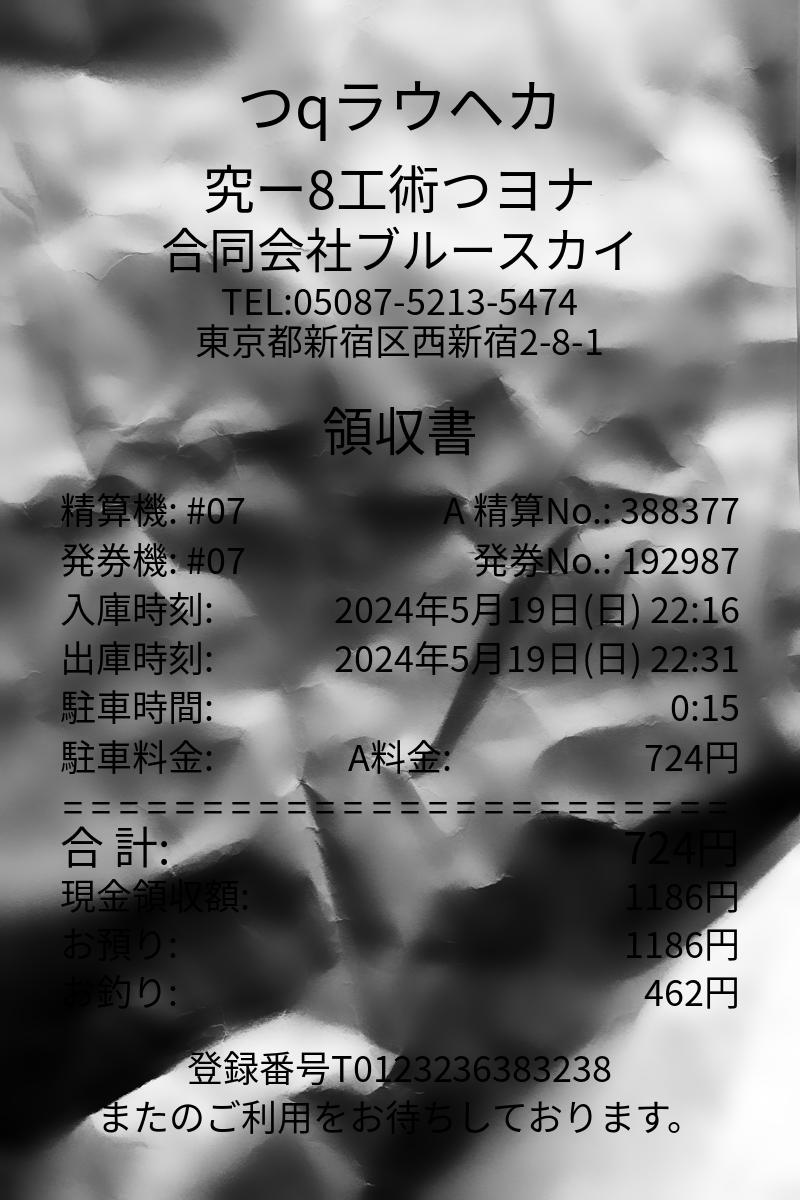 つqラウヘカ
究ー8工術つヨナ
合同会社ブルースカイ
TEL:05087-5213-5474
東京都新宿区西新宿2-8-1
領収書
精算機: #07 A 精算No.: 388377
発券機: #07 発券No.: 192987
入庫時刻: 2024年5月19日(日) 22:16
出庫時刻: 2024年5月19日(日) 22:31
駐車時間: 0:15
駐車料金: A料金: 724円
========================
合 計: 724円
現金領収額: 1186円
お預り: 1186円
お釣り: 462円
登録番号T0123236383238
またのご利用をお待ちしております。